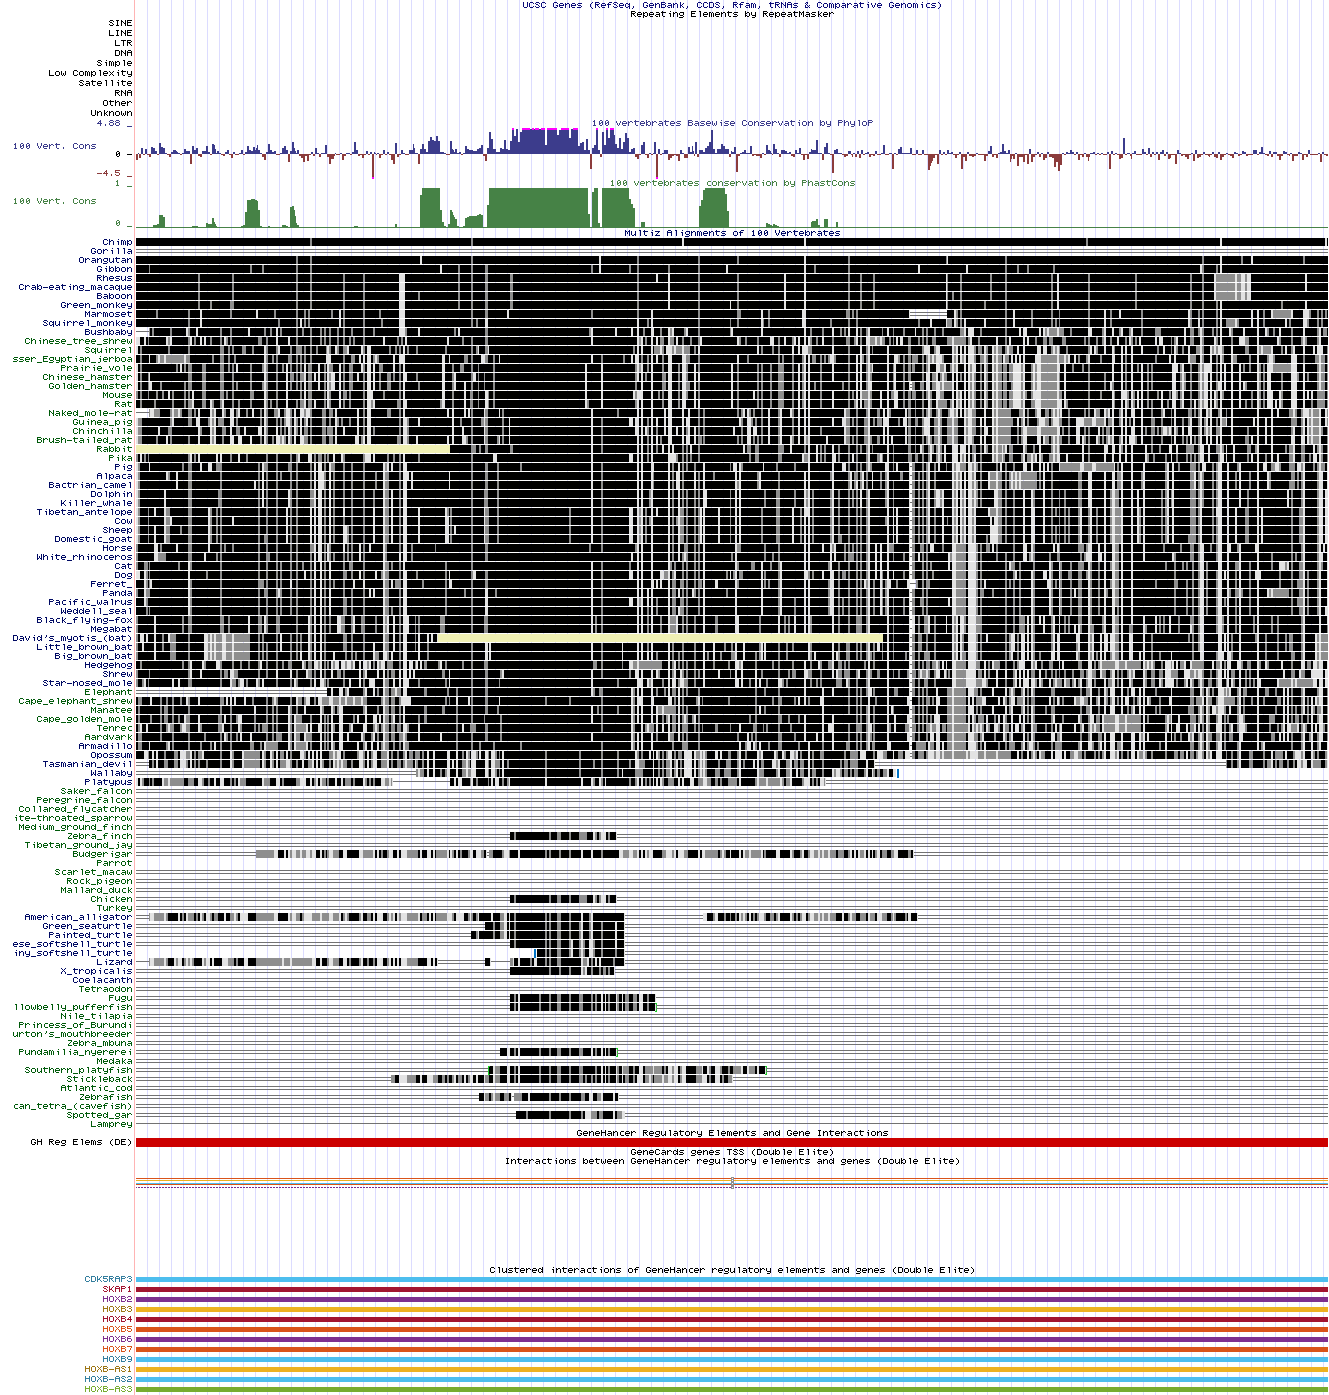 UCSC Genes (RefSeq, GenBank, CCDS, Rfam, tRNAs & Comparative Genomics)
Repeating Elements by RepeatMasker
SINE
LINE
LTR
DNA
Simple
Low Complexity
Satellite
RNA
Other
Unknown
4.88 _
100 vertebrates Basewise Conservation by PhyloP
100 Vert. Cons
0 _
-4.5 _
100 vertebrates conservation by PhastCons
1 _
100 Vert. Cons
0 _
Multiz Alignments of 100 Vertebrates
Chimp
Gorilla
Orangutan
Gibbon
Rhesus
Crab-eating_macaque
Baboon
Green_monkey
Marmoset
Squirrel_monkey
Bushbaby
Chinese_tree_shrew
Squirrel
sser_Egyptian_jerboa
Prairie_vole
Chinese_hamster
Golden_hamster
Mouse
Rat
Naked_mole-rat
Guinea_pig
Chinchilla
Brush-tailed_rat
Rabbit
Pika
Pig
Alpaca
Bactrian_camel
Dolphin
Killer_whale
Tibetan_antelope
Cow
Sheep
Domestic_goat
Horse
White_rhinoceros
Cat
Dog
Ferret_
Panda
Pacific_walrus
Weddell_seal
Black_flying-fox
Megabat
David's_myotis_(bat)
Little_brown_bat
Big_brown_bat
Hedgehog
Shrew
Star-nosed_mole
Elephant
Cape_elephant_shrew
Manatee
Cape_golden_mole
Tenrec
Aardvark
Armadillo
Opossum
Tasmanian_devil
Wallaby
Platypus
Saker_falcon
Peregrine_falcon
Collared_flycatcher
ite-throated_sparrow
Medium_ground_finch
Zebra_finch
Tibetan_ground_jay
Budgerigar
Parrot
Scarlet_macaw
Rock_pigeon
Mallard_duck
Chicken
Turkey
American_alligator
Green_seaturtle
Painted_turtle
ese_softshell_turtle
iny_softshell_turtle
Lizard
X_tropicalis
Coelacanth
Tetraodon
Fugu
llowbelly_pufferfish
Nile_tilapia
Princess_of_Burundi
urton's_mouthbreeder
Zebra_mbuna
Pundamilia_nyererei
Medaka
Southern_platyfish
Stickleback
Atlantic_cod
Zebrafish
can_tetra_(cavefish)
Spotted_gar
Lamprey
GeneHancer Regulatory Elements and Gene Interactions
GH Reg Elems (DE)
GeneCards genes TSS (Double Elite)
Interactions between GeneHancer regulatory elements and genes (Double Elite)
Clustered interactions of GeneHancer regulatory elements and genes (Double Elite)
CDK5RAP3
SKAP1
HOXB2
HOXB3
HOXB4
HOXB5
HOXB6
HOXB7
HOXB9
HOXB-AS1
HOXB-AS2
HOXB-AS3